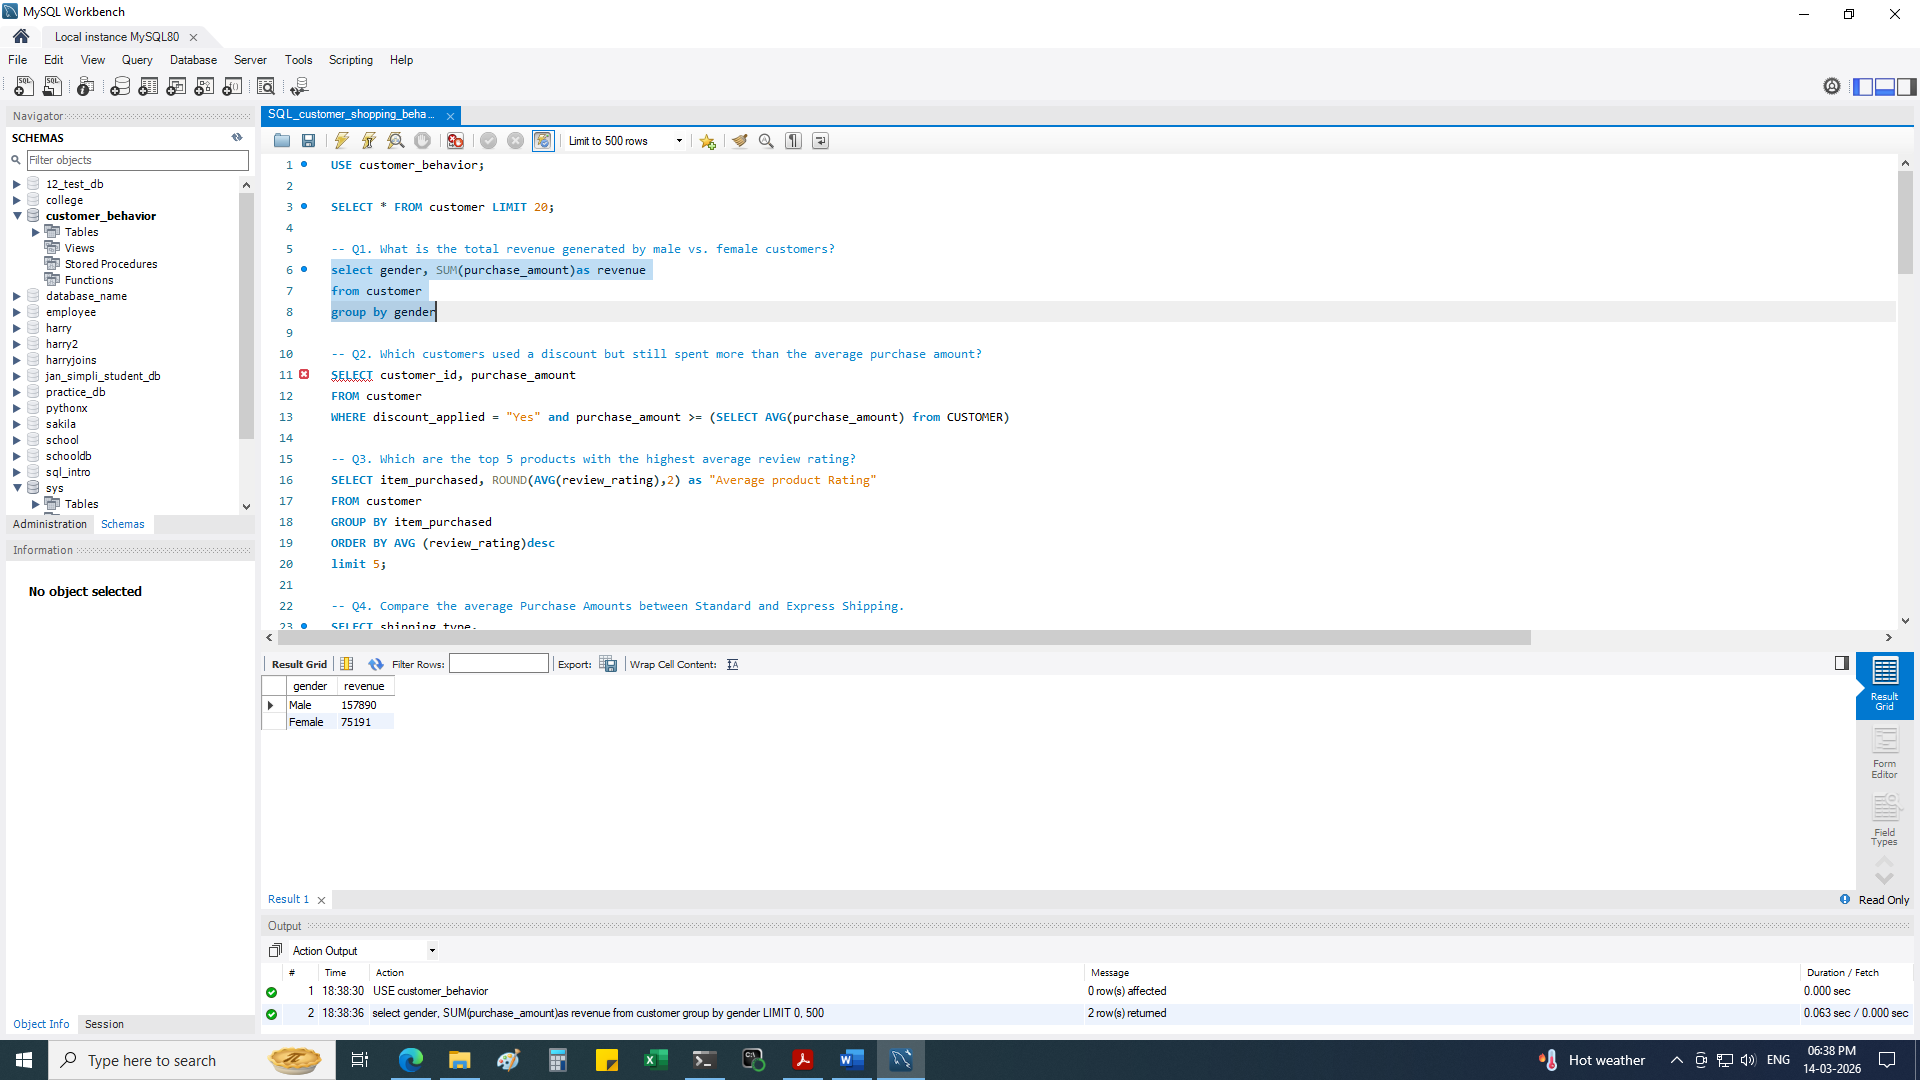 MySQL Workbench
Local instance MySQL80
File Edit View Query Database Server Tools Scripting Help
Navigator
SCHEMAS
Filter objects
12_test_db
college
customer_behavior
Tables
Views
Stored Procedures
Functions
database_name
employee
harry
harry2
harryjoins
jan_simpli_student_db
practice_db
pythonx
sakila
school
schooldb
sql_intro
sys
Tables
Administration Schemas
Information
No object selected
Object Info Session
SQL_customer_shopping_beha...
Limit to 500 rows
1 USE customer_behavior;
2
3 SELECT * FROM customer LIMIT 20;
4
5 -- Q1. What is the total revenue generated by male vs. female customers?
6 select gender, SUM(purchase_amount)as revenue
7 from customer
8 group by gender
9
10 -- Q2. Which customers used a discount but still spent more than the average purchase amount?
11 SELECT customer_id, purchase_amount
12 FROM customer
13 WHERE discount_applied = "Yes" and purchase_amount >= (SELECT AVG(purchase_amount) from CUSTOMER)
14
15 -- Q3. Which are the top 5 products with the highest average review rating?
16 SELECT item_purchased, ROUND(AVG(review_rating),2) as "Average product Rating"
17 FROM customer
18 GROUP BY item_purchased
19 ORDER BY AVG (review_rating)desc
20 limit 5;
21
22 -- Q4. Compare the average Purchase Amounts between Standard and Express Shipping.
23 SELECT shipping_type,
Result Grid Filter Rows: Export: Wrap Cell Content:
gender revenue
Male 157890
Female 75191
Result Grid
Form Editor
Field Types
Result 1
Read Only
Output
Action Output
# Time Action Message Duration / Fetch
1 18:38:30 USE customer_behavior 0 row(s) affected 0.000 sec
2 18:38:36 select gender, SUM(purchase_amount)as revenue from customer group by gender LIMIT 0, 500 2 row(s) returned 0.063 sec / 0.000 sec
Type here to search
Hot weather
ENG
06:38 PM
14-03-2026